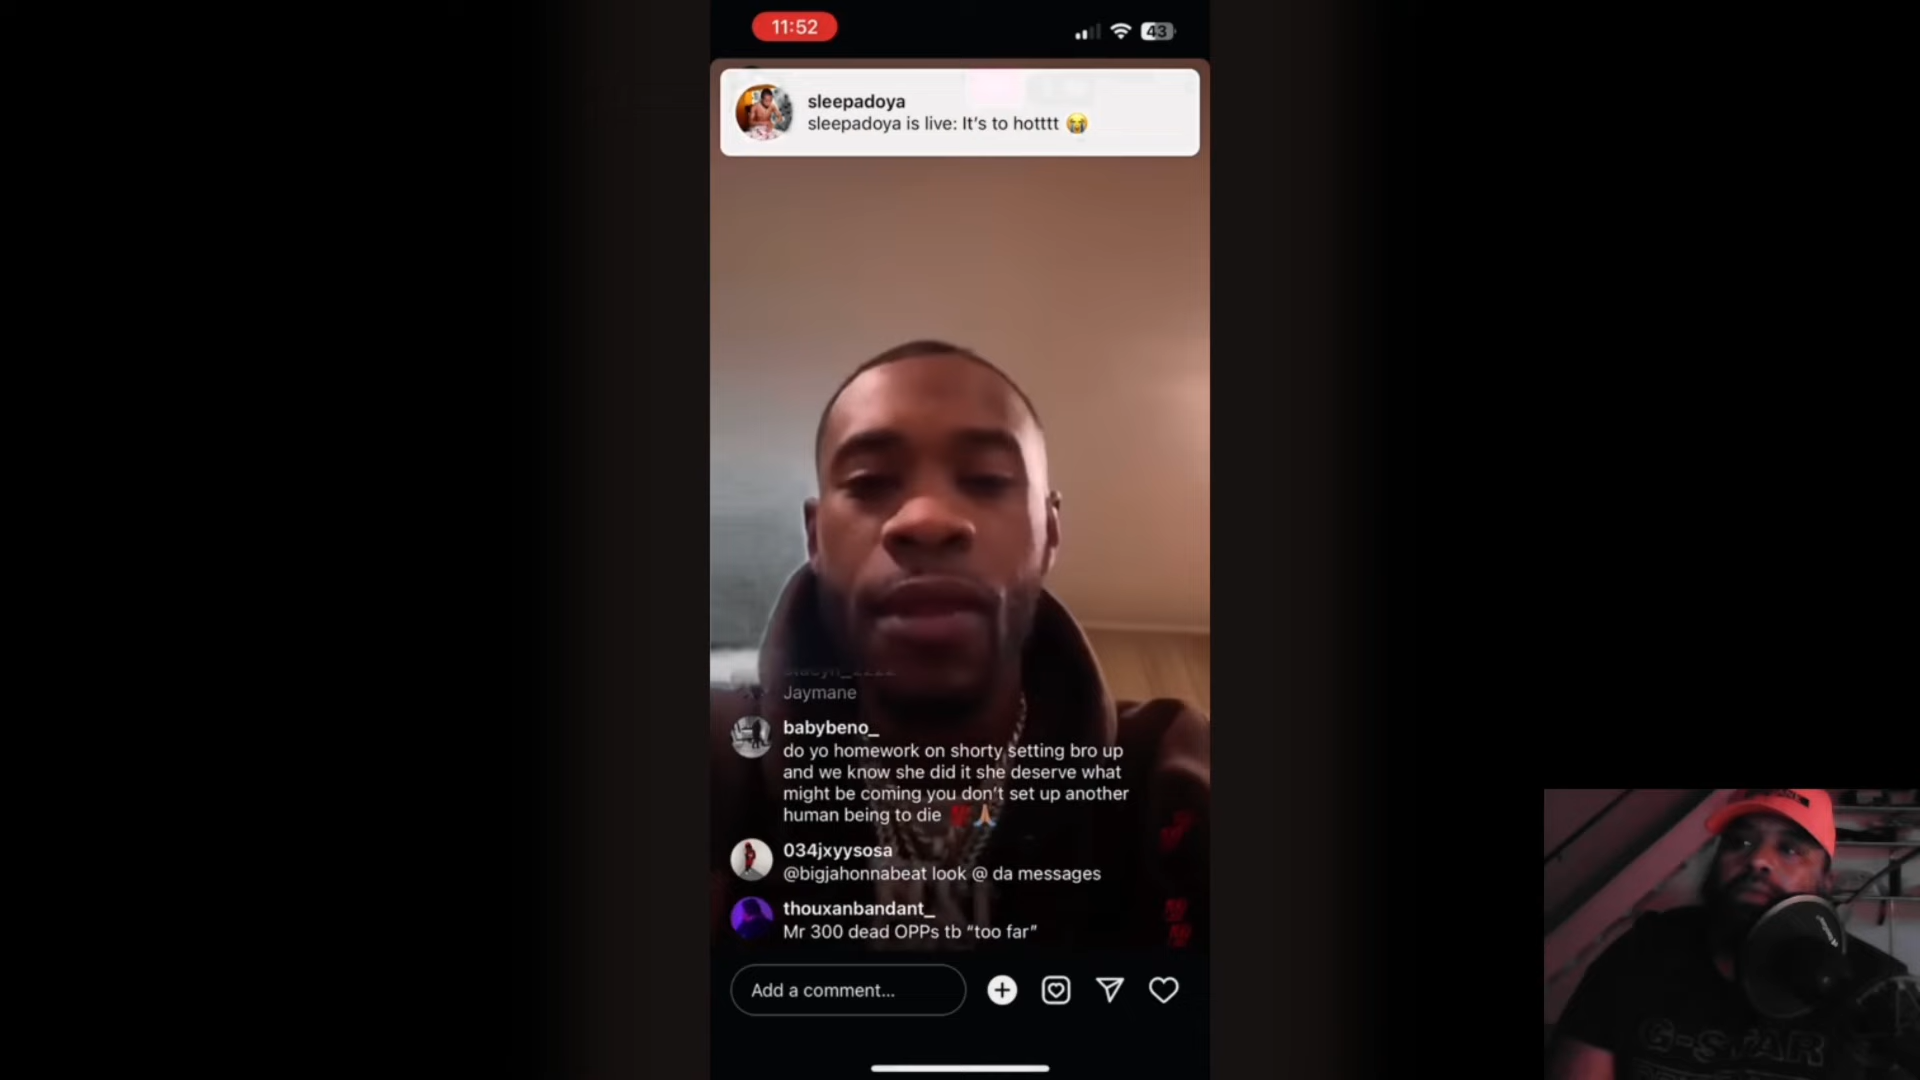 11:52
43
sleepadoya
sleepadoya is live: It's to hotttt 😭
Jaymane
babybeno_
do yo homework on shorty setting bro up
and we know she did it she deserve what
might be coming you don't set up another
human being to die 💯🙏🏼
034jxyysosa
@bigjahonnabeat look @ da messages
thouxanbandant_
Mr 300 dead OPPs tb “too far”
Add a comment...
G-STAR